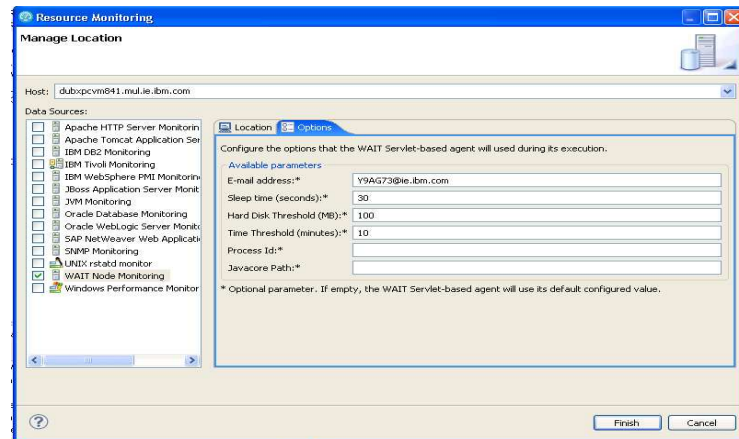 Resource Monitoring
Manage Location
Host: dubxpcvm841.mul.ie.ibm.com
Data Sources:
Apache HTTP Server Monitorin
Apache Tomcat Application Ser
IBM DB2 Monitoring
IBM Tivoli Monitoring
IBM WebSphere PMI Monitorin
JBoss Application Server Monit
JVM Monitoring
Oracle Database Monitoring
Oracle WebLogic Server Monito
SAP NetWeaver Web Applicati
SNMP Monitoring
UNIX rstatd monitor
WAIT Node Monitoring
Windows Performance Monitor
Location
Options
Configure the options that the WAIT Servlet-based agent will used during its execution.
Available parameters
E-mail address:* Y9AG73@ie.ibm.com
Sleep time (seconds):* 30
Hard Disk Threshold (MB):* 100
Time Threshold (minutes):* 10
Process Id:*
Javacore Path:*
* Optional parameter. If empty, the WAIT Servlet-based agent will use its default configured value.
?
Finish
Cancel